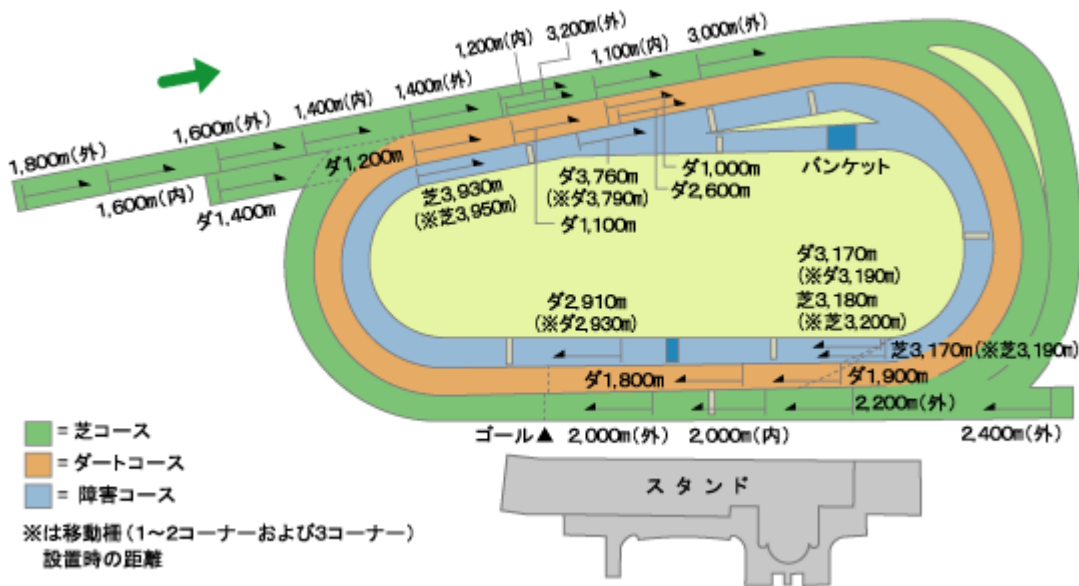 1,200m(内)
3,200m(外)
1,100m(内)
3,000m(外)
1,400m(外)
1,400m(内)
1,600m(外)
1,800m(外)
1,600m(内)
ダ1,400m
ダ1,200m
芝3,930m
(※芝3,950m)
ダ3,760m
(※ダ3,790m)
ダ1,100m
ダ1,000m
ダ2,600m
バンケット
ダ3,170m
(※ダ3,190m)
芝3,180m
(※芝3,200m)
芝3,170m(※芝3,190m)
ダ2,910m
(※ダ2,930m)
ダ1,800m
ダ1,900m
2,200m(外)
ゴール▲
2,000m(外)
2,000m(内)
2,400m(外)
スタンド
= 芝コース
= ダートコース
= 障害コース
※は移動柵(1〜2コーナーおよび3コーナー)
設置時の距離